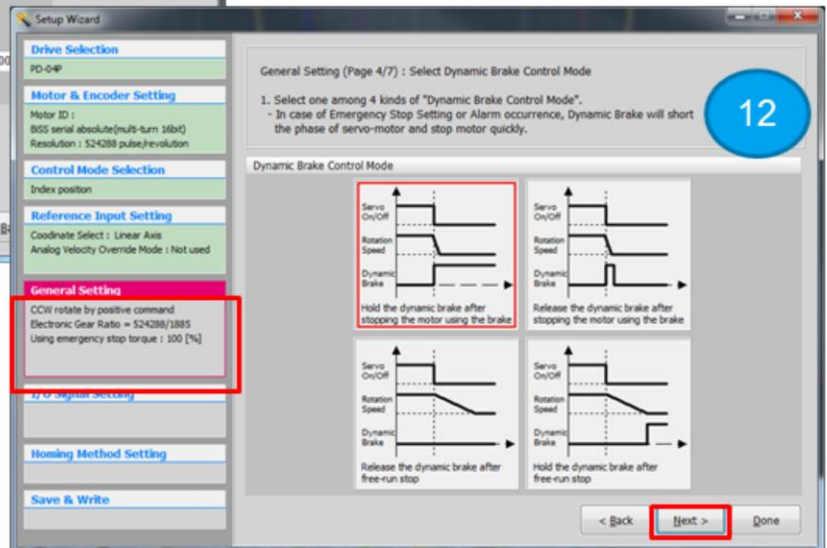 Setup Wizard
Drive Selection
PD-04P
Motor & Encoder Setting
Motor ID :
BiSS serial absolute(multi-turn 16bit)
Resolution : 524288 pulse/revolution
Control Mode Selection
Index position
Reference Input Setting
Coodinate Select : Linear Axis
Analog Velocity Override Mode : Not used
General Setting
CCW rotate by positive command
Electronic Gear Ratio = 524288/1885
Using emergency stop torque : 100 [%]
I/O Signal Setting
Homing Method Setting
Save & Write
General Setting (Page 4/7) : Select Dynamic Brake Control Mode
1. Select one among 4 kinds of "Dynamic Brake Control Mode".
- In case of Emergency Stop Setting or Alarm occurrence, Dynamic Brake will short
the phase of servo-motor and stop motor quickly.
12
Dynamic Brake Control Mode
Servo
On/Off
Rotation
Speed
Dynamic
Brake
Hold the dynamic brake after
stopping the motor using the brake
Servo
On/Off
Rotation
Speed
Dynamic
Brake
Release the dynamic brake after
stopping the motor using the brake
Servo
On/Off
Rotation
Speed
Dynamic
Brake
Release the dynamic brake after
free-run stop
Servo
On/Off
Rotation
Speed
Dynamic
Brake
Hold the dynamic brake after
free-run stop
< Back
Next >
Done